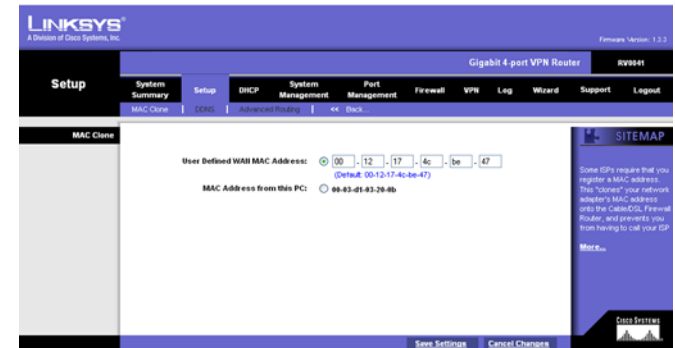 LINKSYS®
A Division of Cisco Systems, Inc.
Firmware Version: 1.3.3
Gigabit 4-port VPN Router
RV0041
Setup
System Summary
Setup
DHCP
System Management
Port Management
Firewall
VPN
Log
Wizard
Support
Logout
MAC Clone | DDNS | Advanced Routing | << Back...
MAC Clone
User Defined WAN MAC Address: 00 - 12 - 17 - 4c - be - 47
(Default: 00-12-17-4c-be-47)
MAC Address from this PC: 00-03-d1-03-20-0b
SITEMAP
Some ISPs require that you
register a MAC address.
This "clones" your network
adapter's MAC address
onto the Cable/DSL Firewall
Router, and prevents you
from having to call your ISP
More...
Save Settings
Cancel Changes
CISCO SYSTEMS